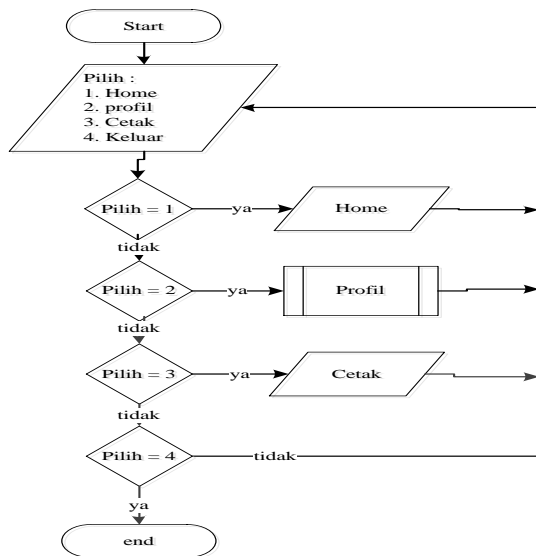 Start
Pilih :
1. Home
2. profil
3. Cetak
4. Keluar
Pilih = 1
ya
Home
tidak
Pilih = 2
ya
Profil
tidak
Pilih = 3
ya
Cetak
tidak
Pilih = 4
tidak
ya
end